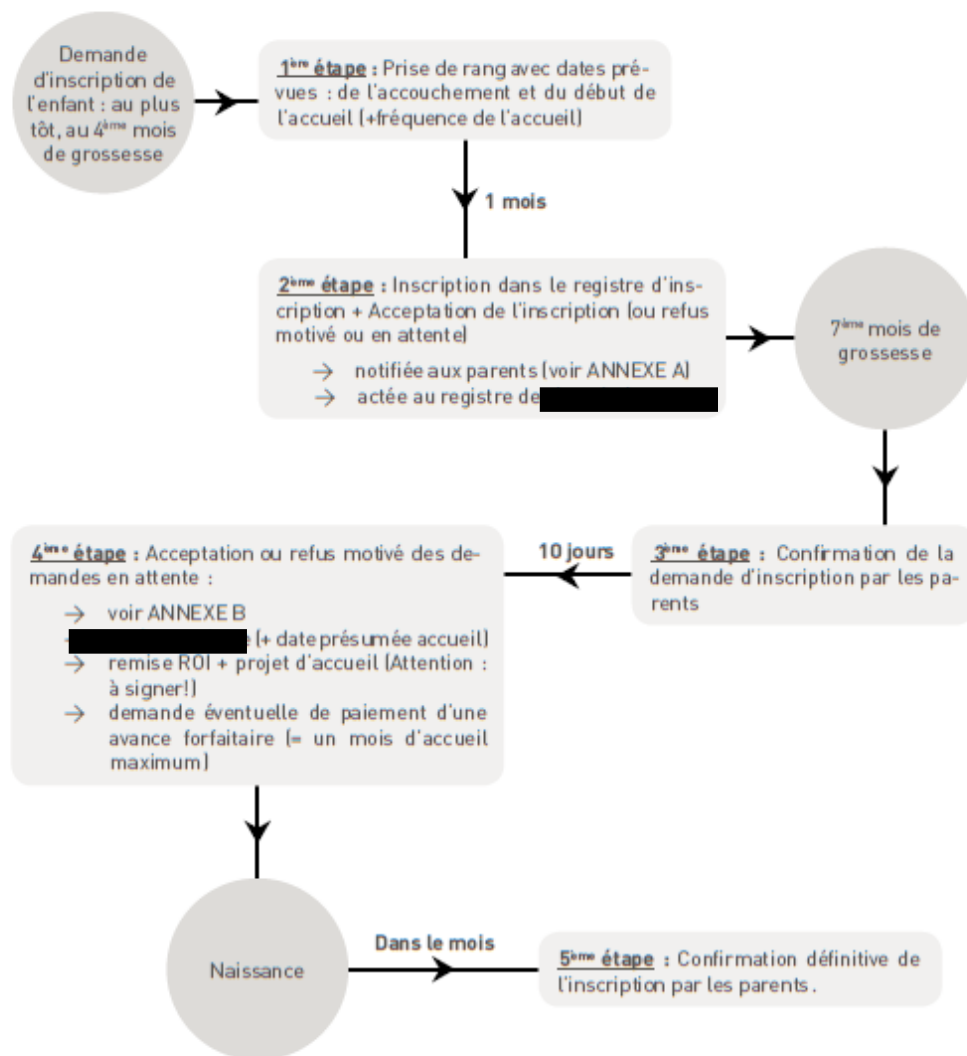 Demande
d'inscription de
l'enfant : au plus
tôt, au 4ème mois
de grossesse
1ère étape : Prise de rang avec dates pré-
vues : de l'accouchement et du début de
l'accueil (+fréquence de l'accueil)
1 mois
2ème étape : Inscription dans le registre d'ins-
cription + Acceptation de l'inscription (ou refus
motivé ou en attente)
→ notifiée aux parents (voir ANNEXE A)
→ actée au registre de
7ème mois de
grossesse
3ème étape : Confirmation de la
demande d'inscription par les pa-
rents
10 jours
4ème étape : Acceptation ou refus motivé des de-
mandes en attente :
→ voir ANNEXE B
(+ date présumée accueil)
→ remise ROI + projet d'accueil (Attention :
à signer!)
→ demande éventuelle de paiement d'une
avance forfaitaire (= un mois d'accueil
maximum)
Naissance
Dans le mois
5ème étape : Confirmation définitive de
l'inscription par les parents.